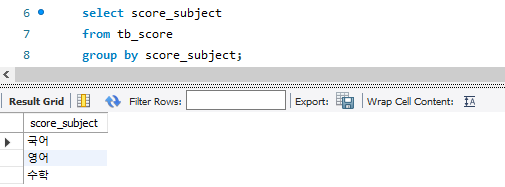 6 select score_subject
7 from tb_score
8 group by score_subject;
Result Grid Filter Rows: Export: Wrap Cell Content:
score_subject
국어
영어
수학